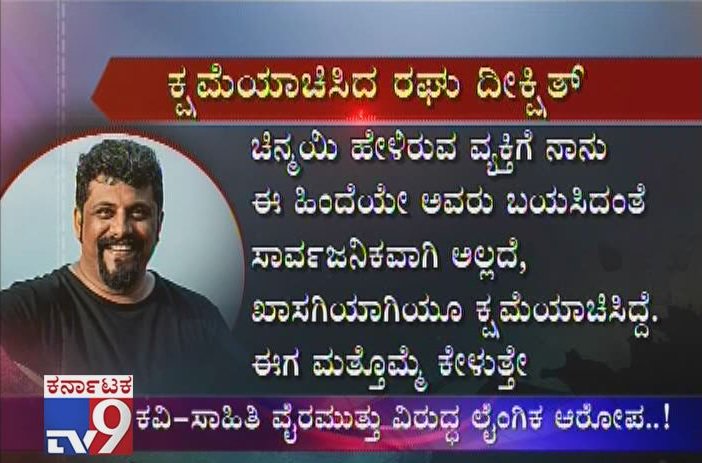 ಕ್ಷಮೆಯಾಚಿಸಿದ ರಘು ದೀಕ್ಷಿತ್
ಚಿನ್ಮಯಿ ಹೇಳಿರುವ ವ್ಯಕ್ತಿಗೆ ನಾನು
ಈ ಹಿಂದೆಯೇ ಅವರು ಬಯಸಿದಂತೆ
ಸಾರ್ವಜನಿಕವಾಗಿ ಅಲ್ಲದೆ,
ಖಾಸಗಿಯಾಗಿಯೂ ಕ್ಷಮೆಯಾಚಿಸಿದ್ದೆ.
ಈಗ ಮತ್ತೊಮ್ಮೆ ಕೇಳುತ್ತೇ
ಕರ್ನಾಟಕ
TV9
ಕವಿ-ಸಾಹಿತಿ ವೈರಮುತ್ತು ವಿರುದ್ಧ ಲೈಂಗಿಕ ಆರೋಪ..!